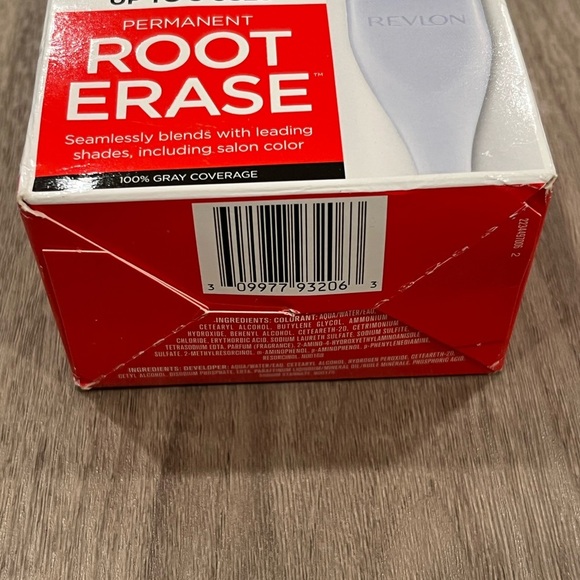 PERMANENT
ROOT
ERASE™
Seamlessly blends with leading
shades, including salon color
100% GRAY COVERAGE
REVLON
3 09977 93206 3
INGREDIENTS: COLORANT: AQUA/WATER/EAU,
CETEARYL ALCOHOL, BUTYLENE GLYCOL, AMMONIUM
HYDROXIDE, BEHENYL ALCOHOL, CETEARETH-20, CETRIMONIUM
CHLORIDE, ERYTHORBIC ACID, SODIUM LAURETH SULFATE, SODIUM SULFITE,
TETRASODIUM EDTA, PARFUM (FRAGRANCE), 2-AMINO-4-HYDROXYETHYLAMINOANISOLE
SULFATE, 2-METHYLRESORCINOL, m-AMINOPHENOL, p-AMINOPHENOL, p-PHENYLENEDIAMINE,
RESORCINOL
INGREDIENTS: DEVELOPER: AQUA/WATER/EAU, CETEARYL ALCOHOL, HYDROGEN PEROXIDE, CETEARETH-20,
CETYL ALCOHOL, DISODIUM PHOSPHATE, EDTA, PARAFFINUM LIQUIDUM/MINERAL OIL/HUILE MINERALE, PHOSPHORIC ACID,